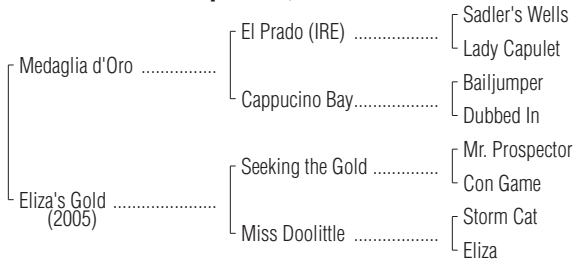 Sadler's Wells
El Prado (IRE) ..................
Lady Capulet
Medaglia d'Oro ................
Bailjumper
Cappucino Bay..................
Dubbed In
Mr. Prospector
Seeking the Gold ..............
Con Game
Eliza's Gold ......................
(2005)
Storm Cat
Miss Doolittle ..................
Eliza